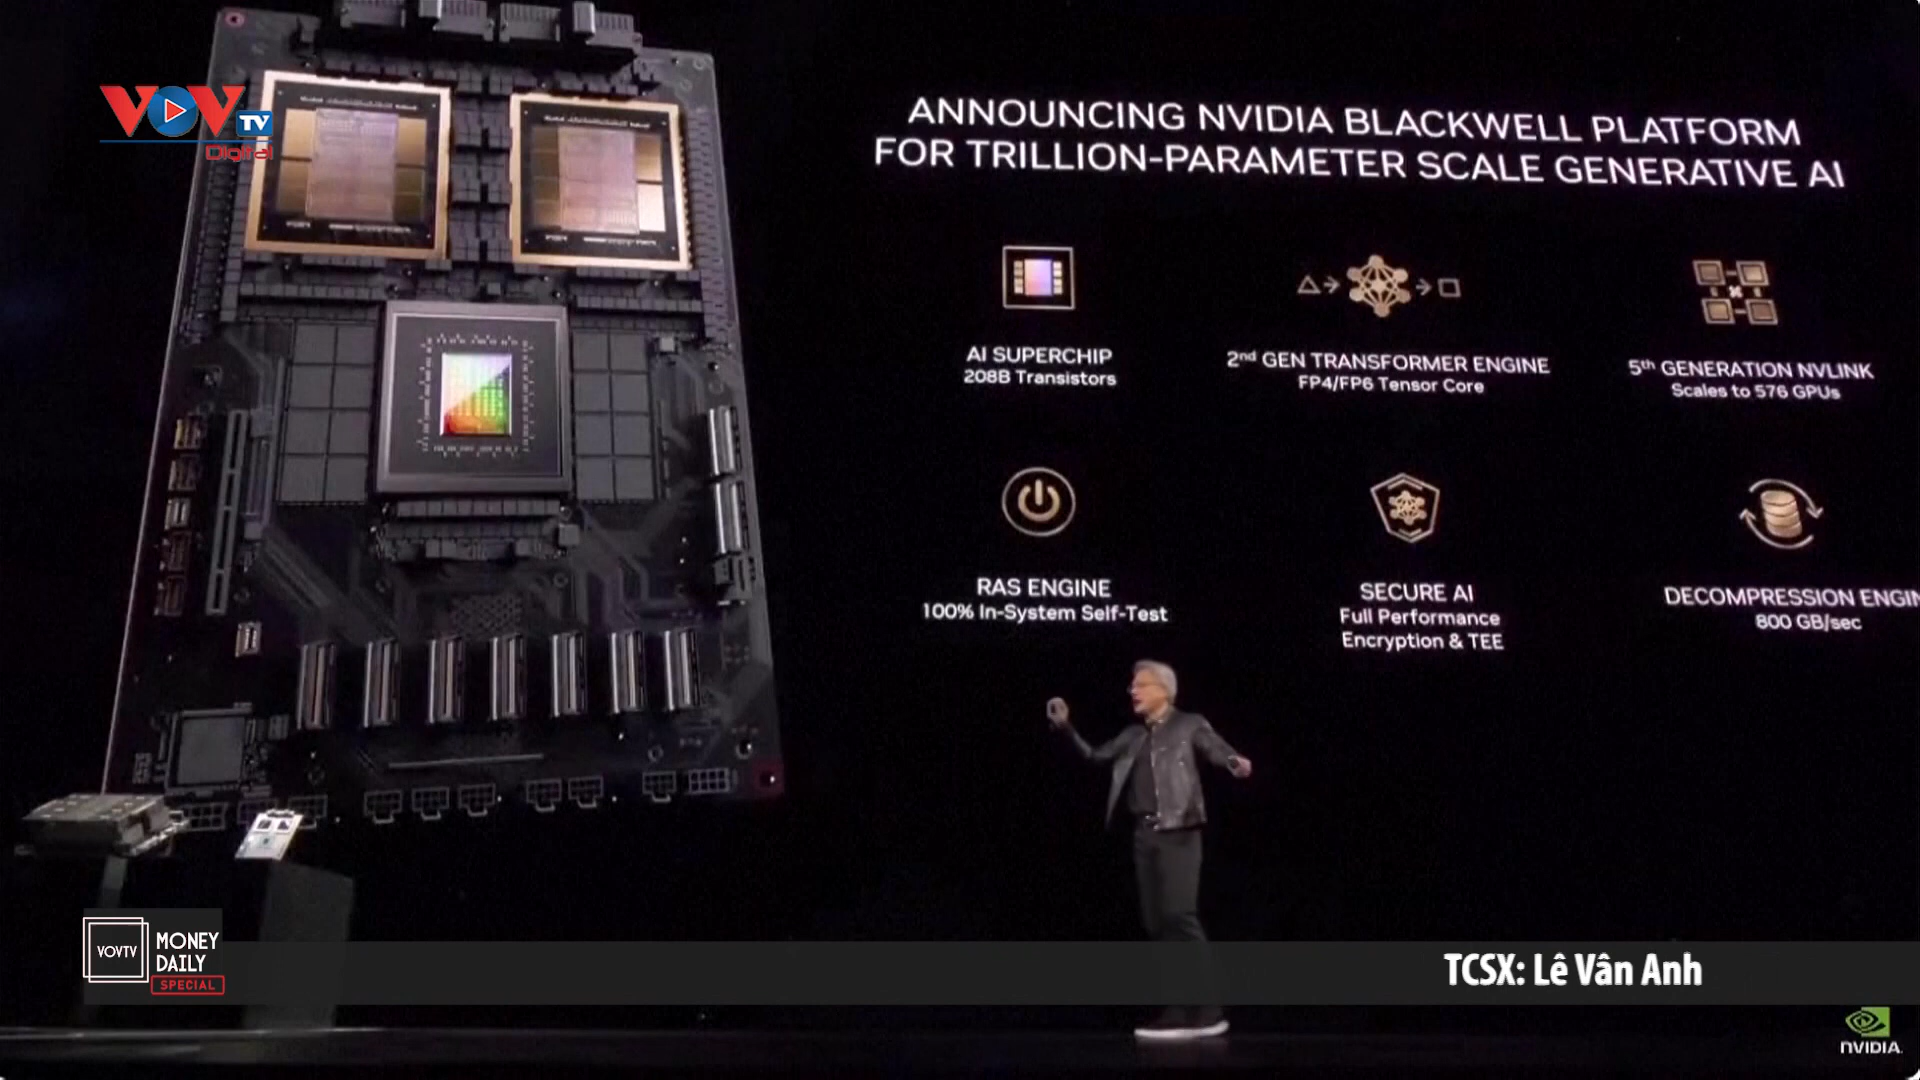 VOV TV
Digital
ANNOUNCING NVIDIA BLACKWELL PLATFORM
FOR TRILLION-PARAMETER SCALE GENERATIVE AI
AI SUPERCHIP
208B Transistors
2nd GEN TRANSFORMER ENGINE
FP4/FP6 Tensor Core
5th GENERATION NVLINK
Scales to 576 GPUs
RAS ENGINE
100% In-System Self-Test
SECURE AI
Full Performance
Encryption & TEE
DECOMPRESSION ENGIN
800 GB/sec
VOVTV
MONEY
DAILY
SPECIAL
TCSX: Lê Vân Anh
NVIDIA.